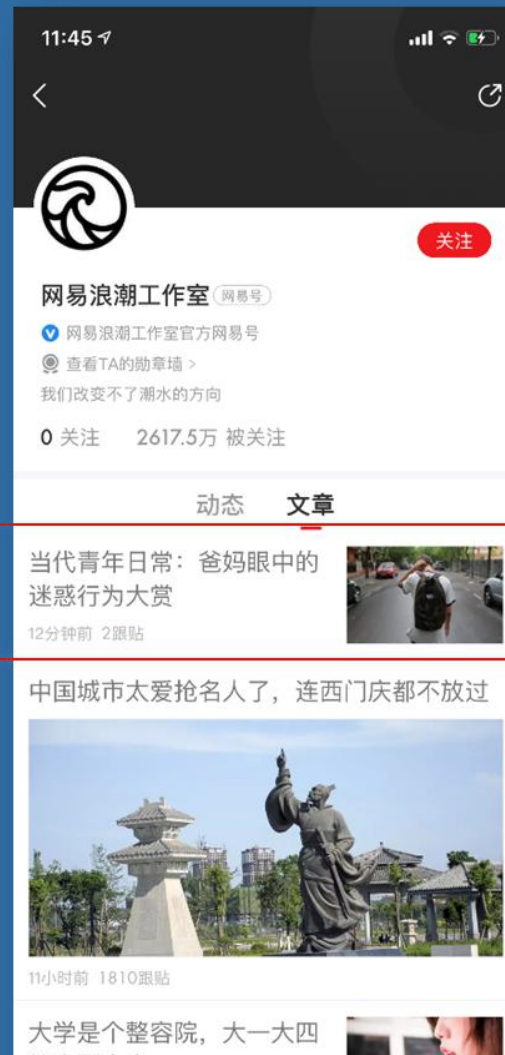 11:45
关注
网易浪潮工作室 网易号
网易浪潮工作室官方网易号
查看TA的勋章墙 >
我们改变不了潮水的方向
0 关注 2617.5万 被关注
动态 文章
当代青年日常：爸妈眼中的
迷惑行为大赏
12分钟前 2跟贴
中国城市太爱抢名人了，连西门庆都不放过
11小时前 1810跟贴
大学是个整容院，大一大四